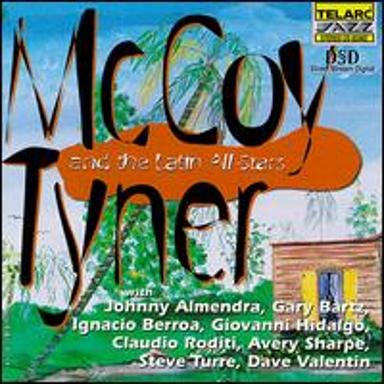 TELARC
JAZZ
DSD
Direct Stream Digital
McCoy
and the Latin All-Stars
Tyner
with
Johnny Almendra, Gary Bartz,
Ignacio Berroa, Giovanni Hidalgo,
Claudio Roditi, Avery Sharpe,
Steve Turre, Dave Valentin